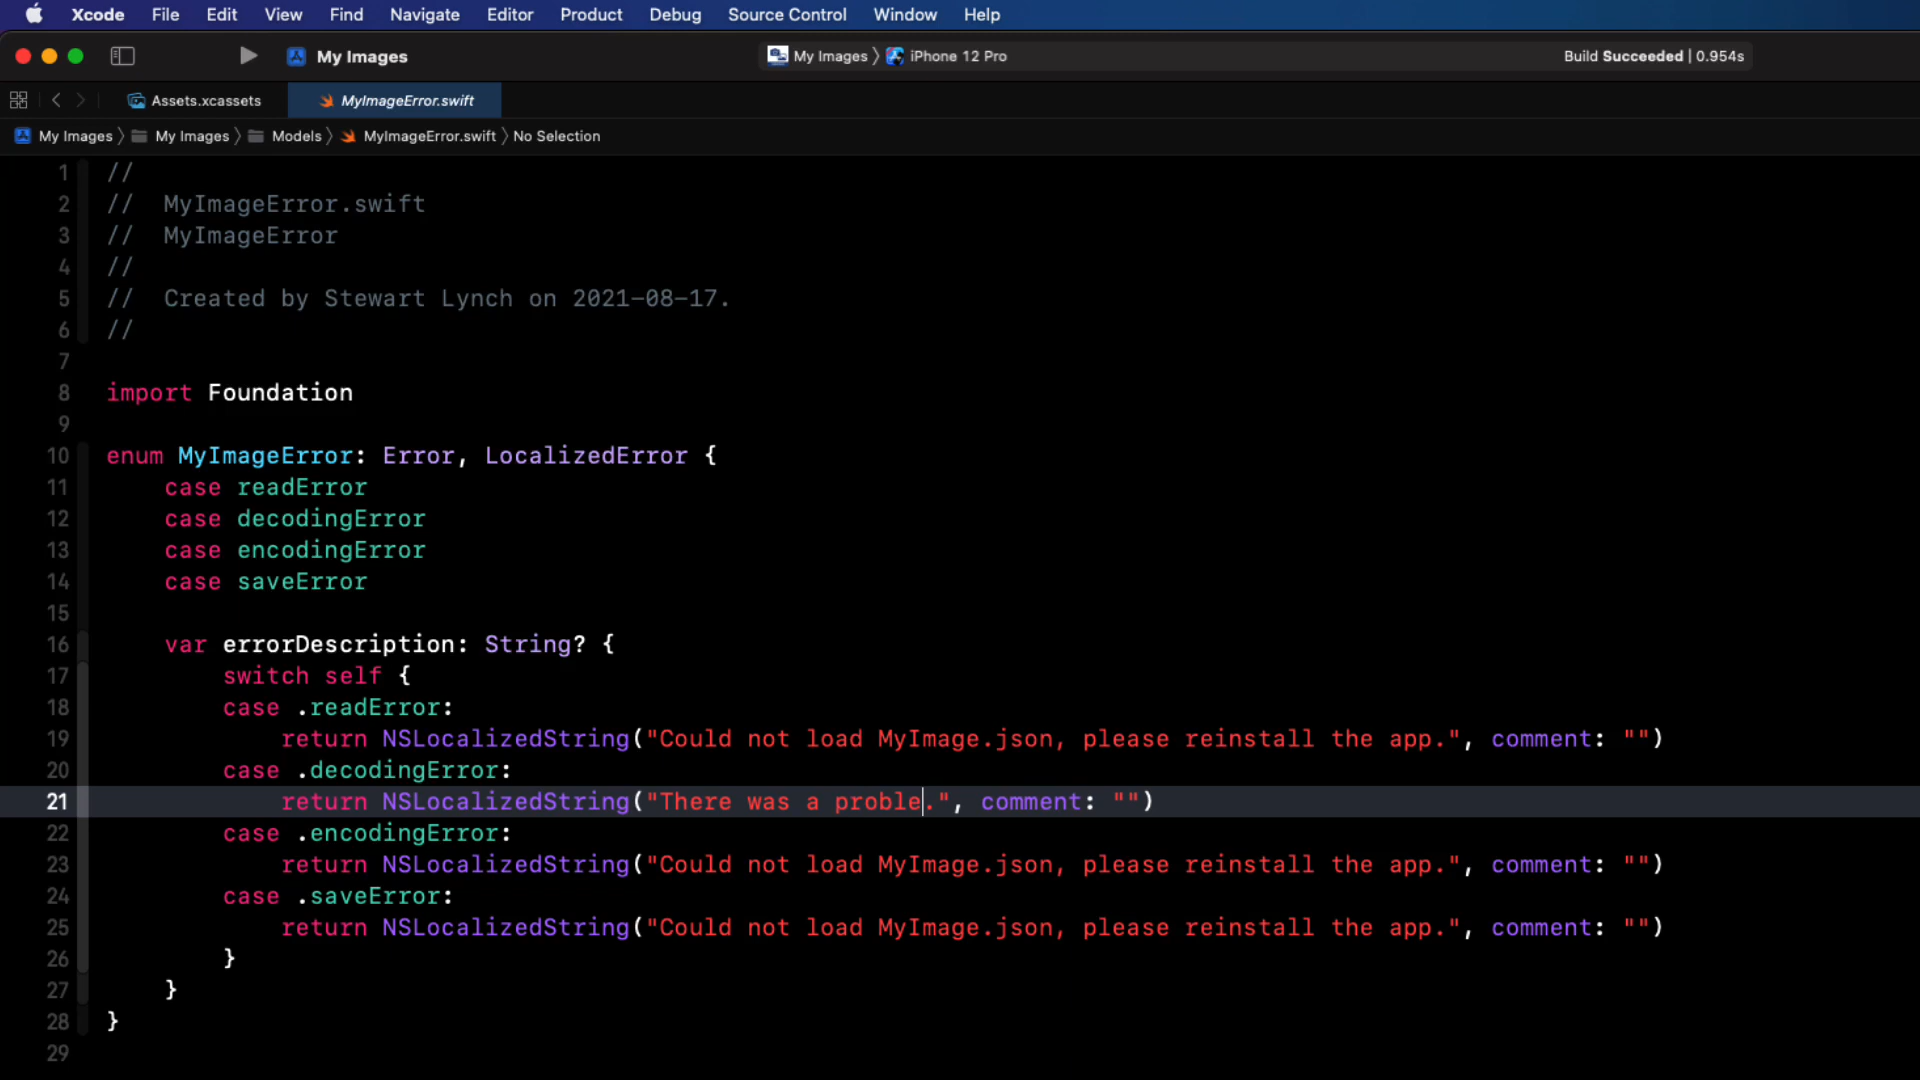 Xcode File Edit View Find Navigate Editor Product Debug Source Control Window Help
My Images My Images 〉 iPhone 12 Pro Build Succeeded | 0.954s
Assets.xcassets MyImageError.swift
My Images 〉 My Images 〉 Models 〉 MyImageError.swift 〉 No Selection
1 //
2 //  MyImageError.swift
3 //  MyImageError
4 //
5 //  Created by Stewart Lynch on 2021-08-17.
6 //
7
8 import Foundation
9
10 enum MyImageError: Error, LocalizedError {
11     case readError
12     case decodingError
13     case encodingError
14     case saveError
15
16     var errorDescription: String? {
17         switch self {
18         case .readError:
19             return NSLocalizedString("Could not load MyImage.json, please reinstall the app.", comment: "")
20         case .decodingError:
21             return NSLocalizedString("There was a proble.", comment: "")
22         case .encodingError:
23             return NSLocalizedString("Could not load MyImage.json, please reinstall the app.", comment: "")
24         case .saveError:
25             return NSLocalizedString("Could not load MyImage.json, please reinstall the app.", comment: "")
26         }
27     }
28 }
29